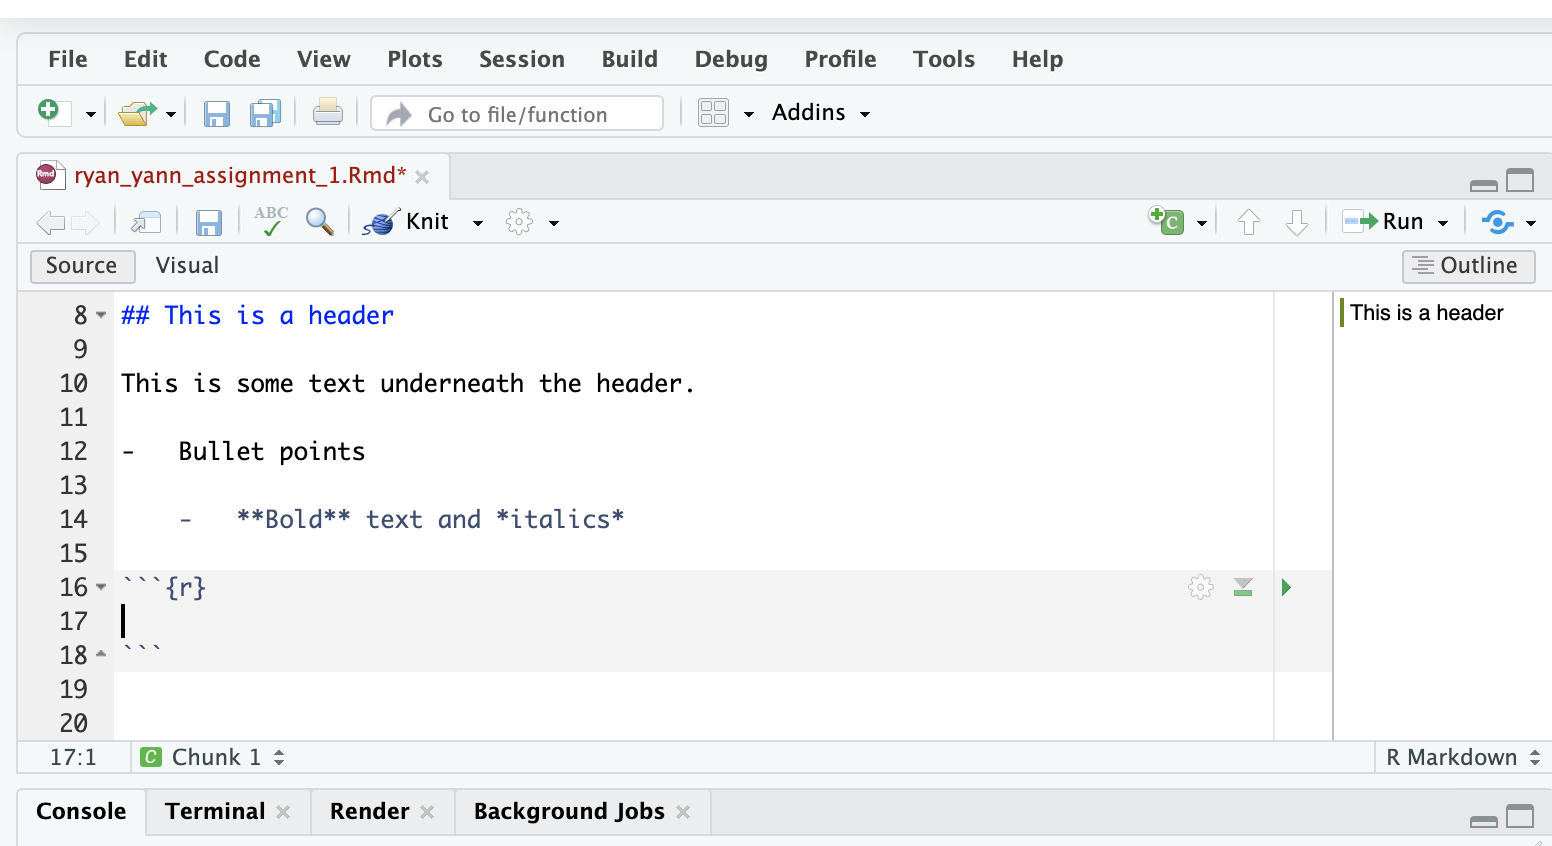 File Edit Code View Plots Session Build Debug Profile Tools Help
Go to file/function Addins
Rmd ryan_yann_assignment_1.Rmd*
ABC Knit C Run
Source Visual Outline
8 ## This is a header
This is a header
9
10 This is some text underneath the header.
11
12 - Bullet points
13
14 - **Bold** text and *italics*
15
16 ```{r}
17
18 ```
19
20
17:1 C Chunk 1 R Markdown
Console Terminal Render Background Jobs